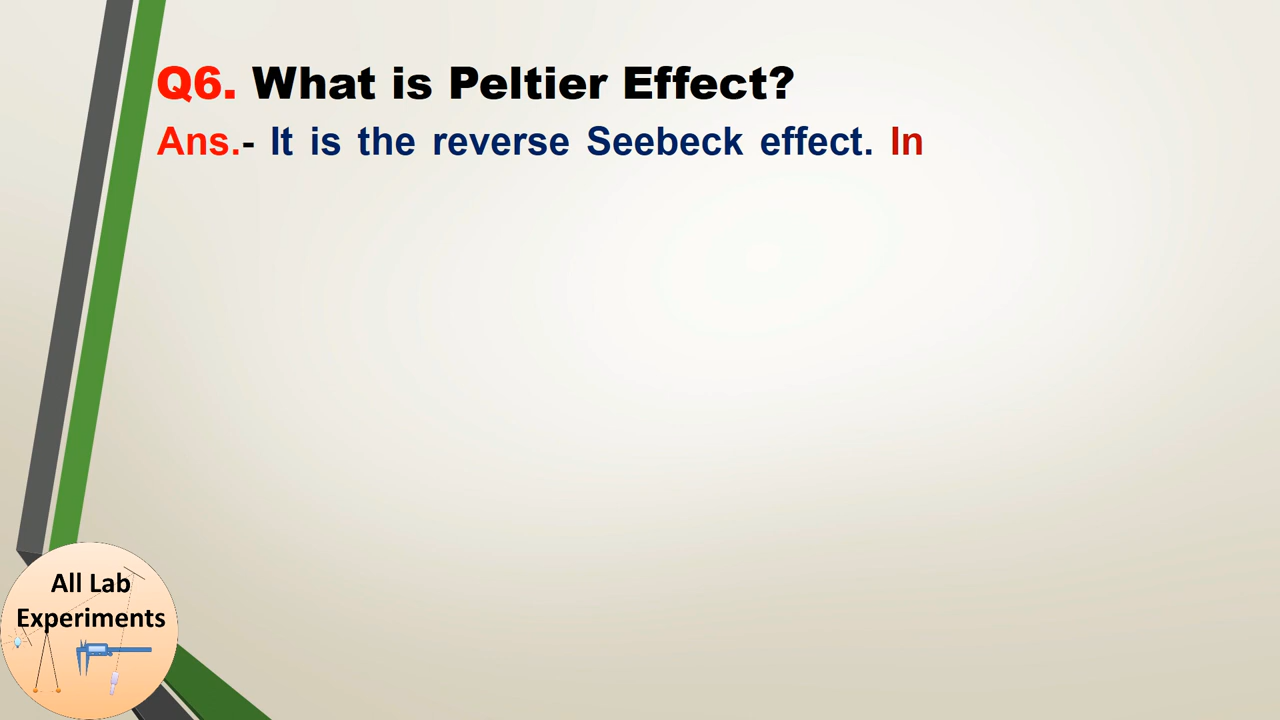 Q6. What is Peltier Effect?
Ans.- It is the reverse Seebeck effect. In
All Lab
Experiments